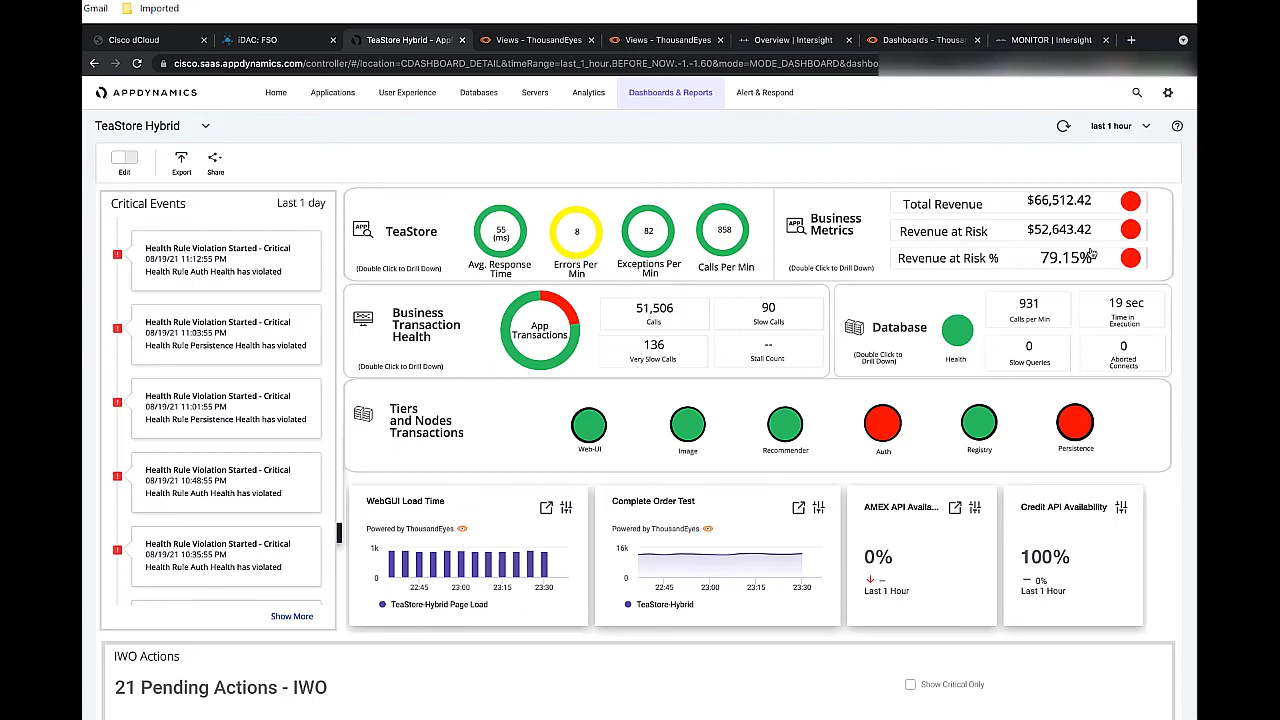 Gmail
Imported
Cisco dCloud
iDAC: FSO
TeaStore Hybrid - Appl
Views - ThousandEyes
Views - ThousandEyes
Overview | Intersight
Dashboards - Thousan
MONITOR | Intersight
cisco.saas.appdynamics.com/controller/#/location=CDASHBOARD_DETAIL&timeRange=last_1_hour.BEFORE_NOW.-1.-1.60&mode=MODE_DASHBOARD&dashbo
APPDYNAMICS
Home
Applications
User Experience
Databases
Servers
Analytics
Dashboards & Reports
Alert & Respond
TeaStore Hybrid
last 1 hour
Edit
Export
Share
Critical Events
Last 1 day
Health Rule Violation Started - Critical
08/19/21 11:12:55 PM
Health Rule Auth Health has violated
Health Rule Violation Started - Critical
08/19/21 11:03:55 PM
Health Rule Persistence Health has violated
Health Rule Violation Started - Critical
08/19/21 11:01:55 PM
Health Rule Persistence Health has violated
Health Rule Violation Started - Critical
08/19/21 10:48:55 PM
Health Rule Auth Health has violated
Health Rule Violation Started - Critical
08/19/21 10:35:55 PM
Health Rule Auth Health has violated
Show More
APP
TeaStore
(Double Click to Drill Down)
55
(ms)
Avg. Response
Time
8
Errors Per
Min
82
Exceptions Per
Min
858
Calls Per Min
APP
Business
Metrics
(Double Click to Drill Down)
Total Revenue
$66,512.42
Revenue at Risk
$52,643.42
Revenue at Risk %
79.15%
Business
Transaction
Health
(Double Click to Drill Down)
App
Transactions
51,506
Calls
90
Slow Calls
136
Very Slow Calls
--
Stall Count
Database
(Double Click to
Drill Down)
Health
931
Calls per Min
19 sec
Time in
Execution
0
Slow Queries
0
Aborted
Connects
Tiers
and Nodes
Transactions
Web-UI
Image
Recommender
Auth
Registry
Persistence
WebGUI Load Time
Powered by ThousandEyes
1k
0
22:45
23:00
23:15
23:30
TeaStore-Hybrid Page Load
Complete Order Test
Powered by ThousandEyes
16k
0
22:45
23:00
23:15
23:30
TeaStore-Hybrid
AMEX API Availa...
0%
–
Last 1 Hour
Credit API Availability
100%
– 0%
Last 1 Hour
IWO Actions
21 Pending Actions - IWO
Show Critical Only